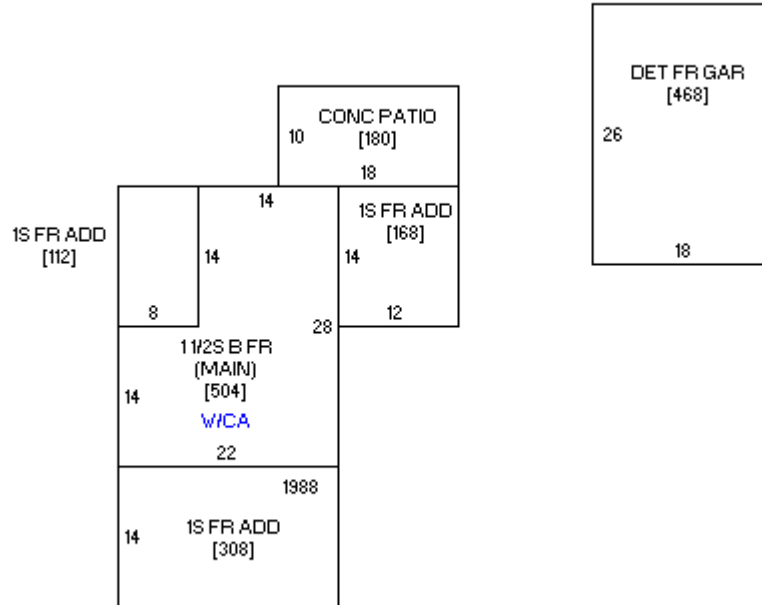 DET FR GAR
[468]
26
18
CONC PATIO
[180]
10
18
14
1S FR ADD
[168]
1S FR ADD
[112]
14
14
8
12
28
11/2S B FR
(MAIN)
[504]
14
W/CA
22
1988
1S FR ADD
[308]
14